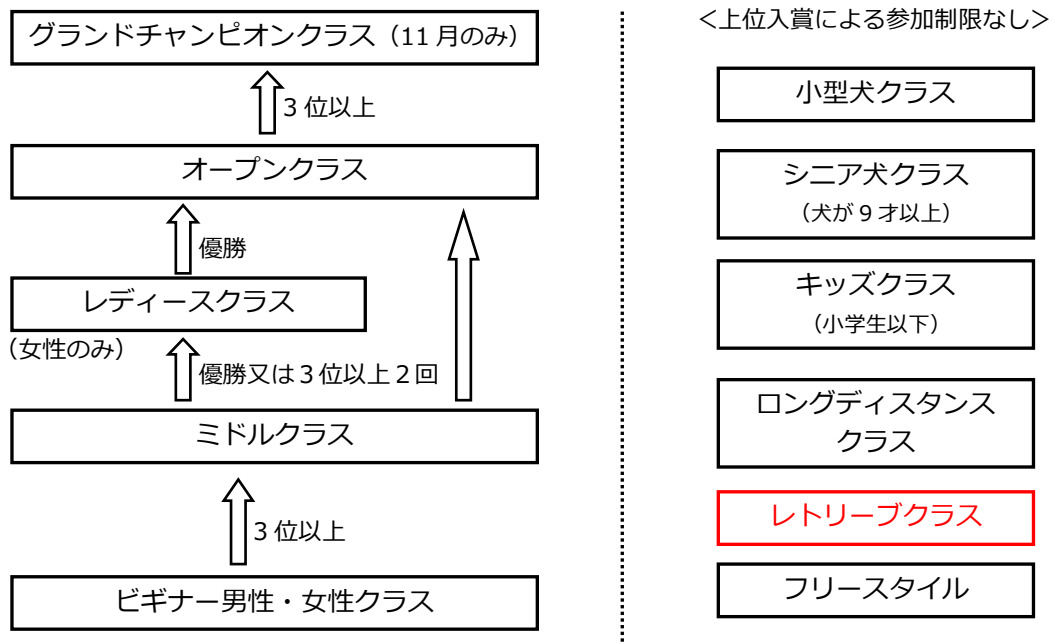 グランドチャンピオンクラス（11月のみ）
3位以上
オープンクラス
優勝
レディースクラス
（女性のみ）
優勝又は3位以上2回
ミドルクラス
3位以上
ビギナー男性・女性クラス
＜上位入賞による参加制限なし＞
小型犬クラス
シニア犬クラス
（犬が9才以上）
キッズクラス
（小学生以下）
ロングディスタンス
クラス
レトリーブクラス
フリースタイル